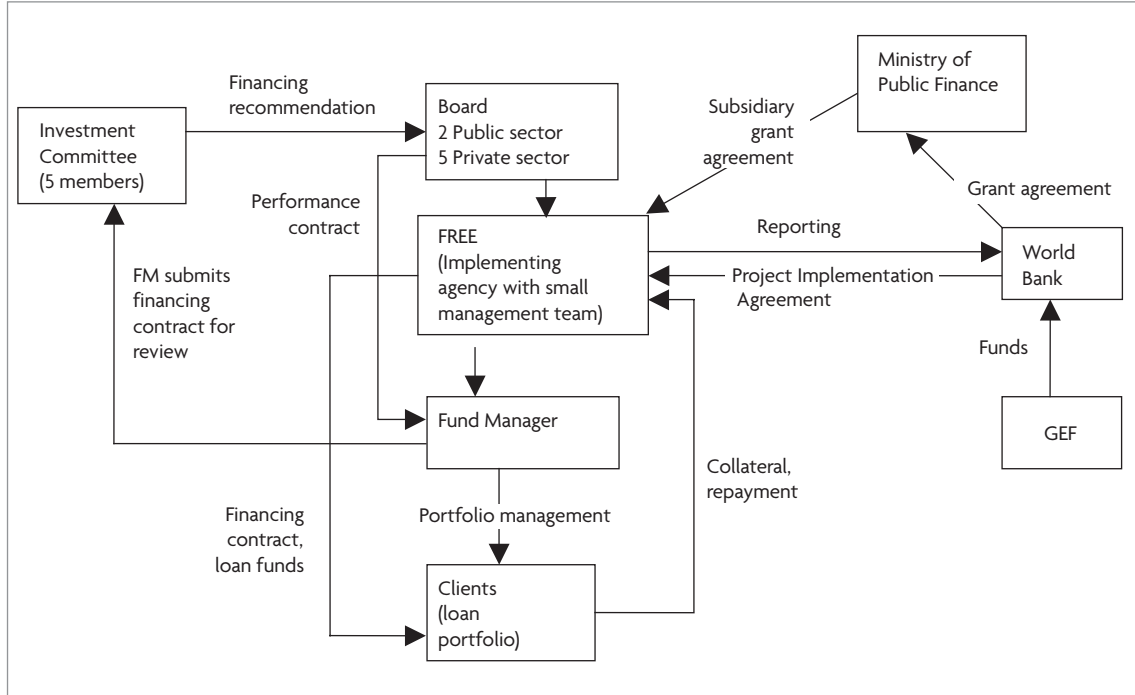 Ministry of
Public Finance
Financing
recommendation
Board
2 Public sector
5 Private sector
Subsidiary
grant
agreement
Investment
Committee
(5 members)
Grant agreement
Performance
contract
FREE
(Implementing
agency with small
management team)
Reporting
World
Bank
Project Implementation
Agreement
FM submits
financing
contract for
review
Funds
Fund Manager
GEF
Collateral,
repayment
Financing
contract,
loan funds
Portfolio management
Clients
(loan
portfolio)